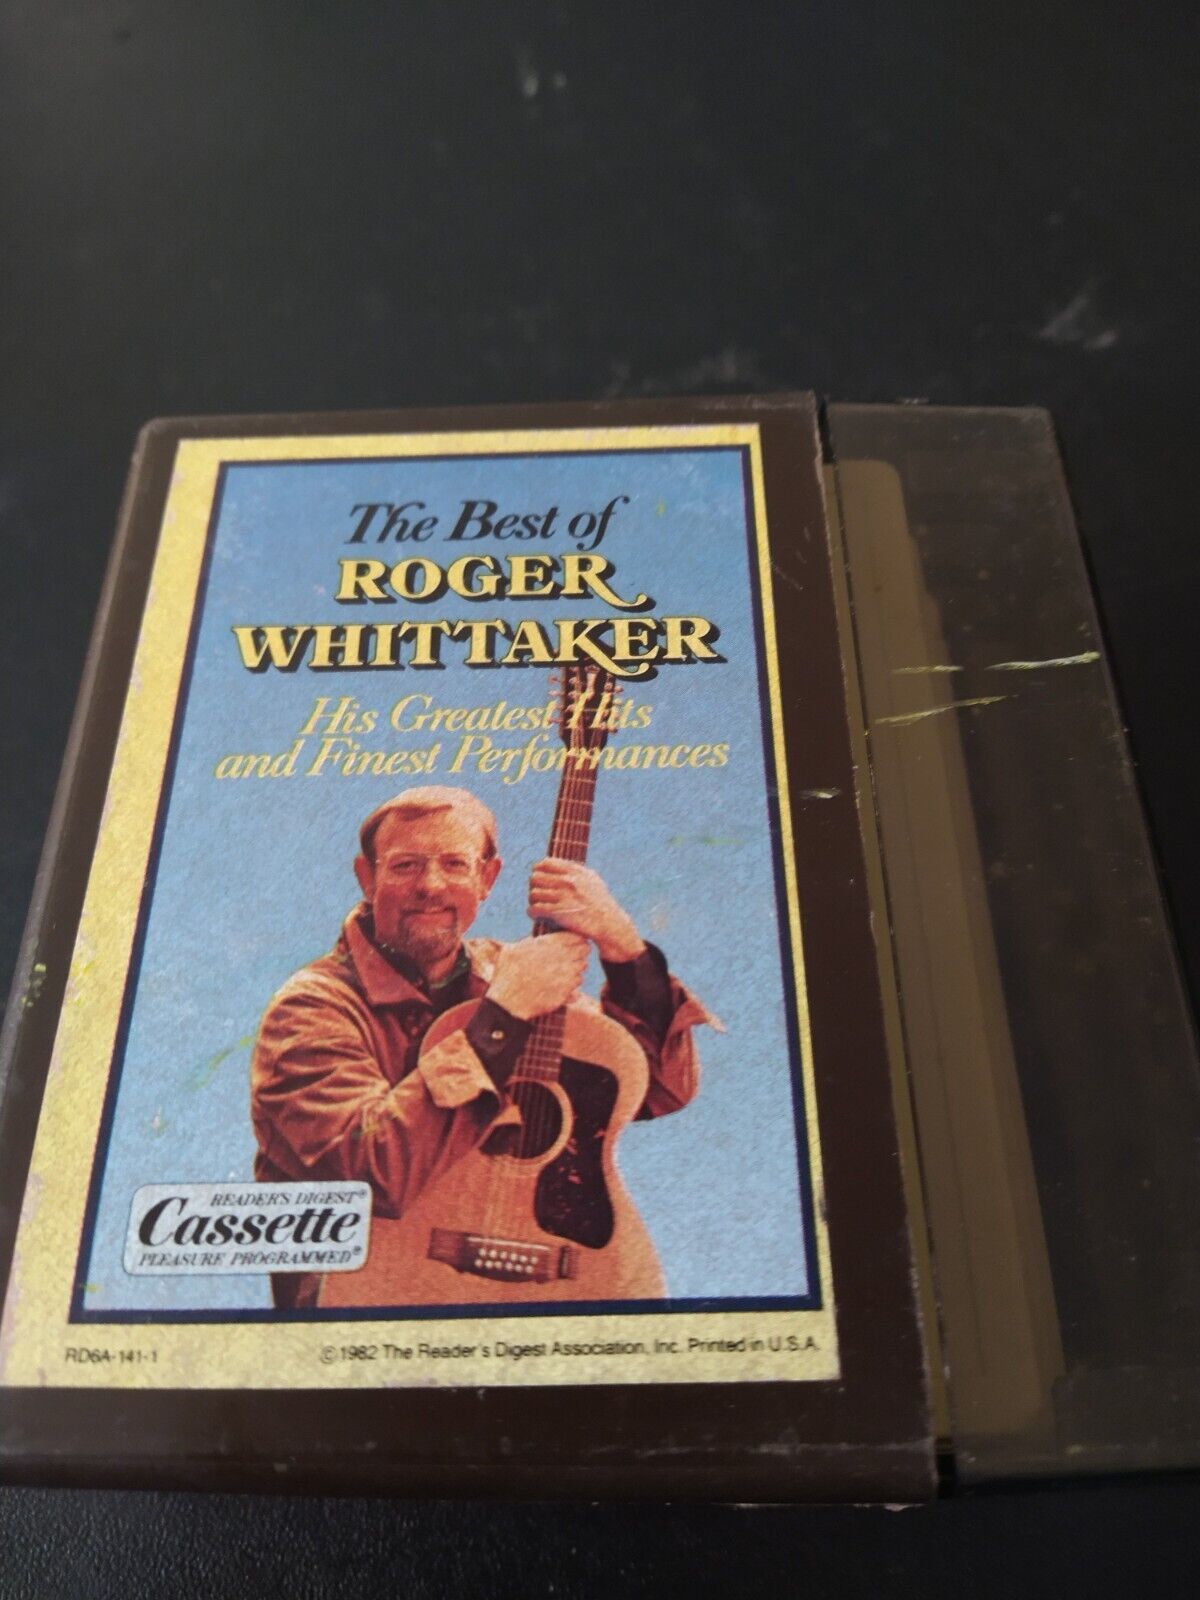 The Best of
ROGER
WHITTAKER
His Greatest Hits
and Finest Performances
READER'S DIGEST®
Cassette
PLEASURE PROGRAMMED®
RD6A-141-1
©1982 The Reader's Digest Association, Inc. Printed in U.S.A.